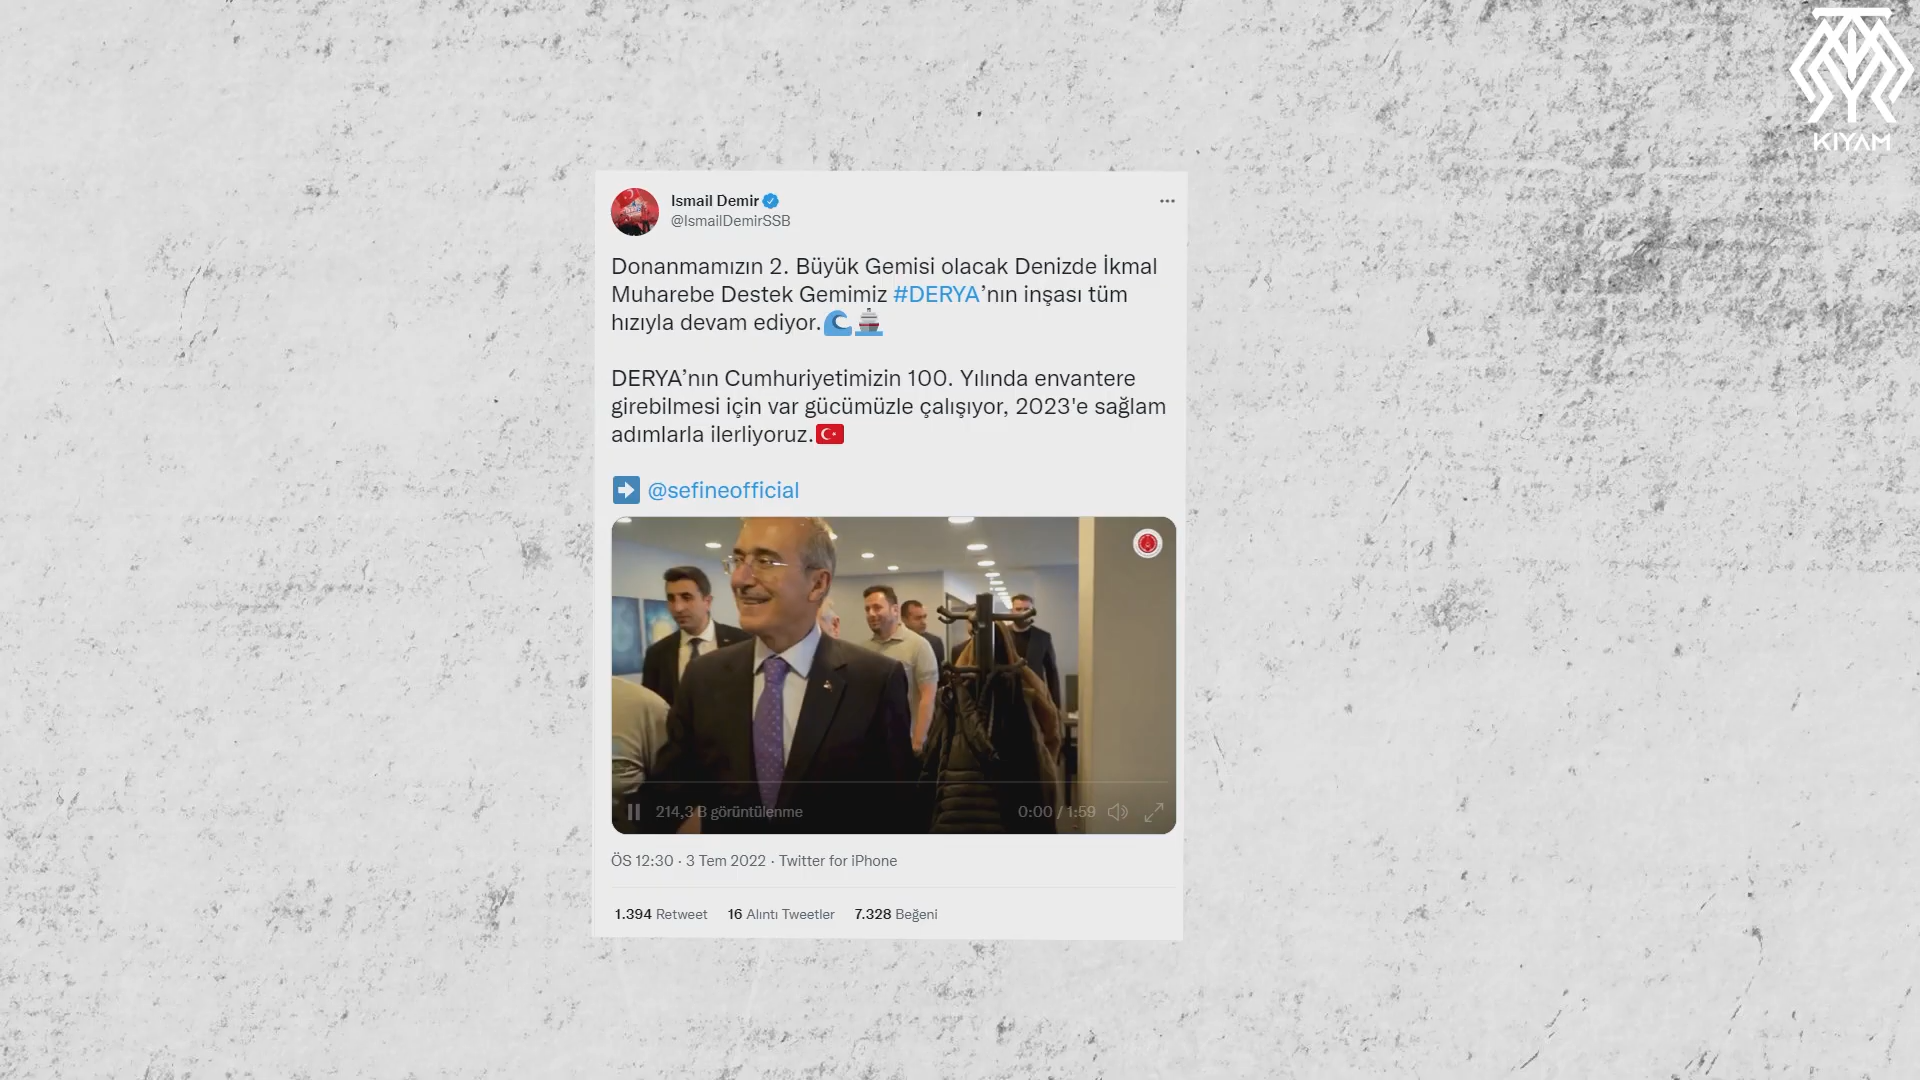 KIYAM
Ismail Demir
@IsmailDemirSSB
Donanmamızın 2. Büyük Gemisi olacak Denizde İkmal
Muharebe Destek Gemimiz #DERYA’nın inşası tüm
hızıyla devam ediyor.
DERYA’nın Cumhuriyetimizin 100. Yılında envantere
girebilmesi için var gücümüzle çalışıyor, 2023'e sağlam
adımlarla ilerliyoruz.
@sefineofficial
214,3 B görüntülenme 0:00 / 1:59
ÖS 12:30 · 3 Tem 2022 · Twitter for iPhone
1.394 Retweet 16 Alıntı Tweetler 7.328 Beğeni